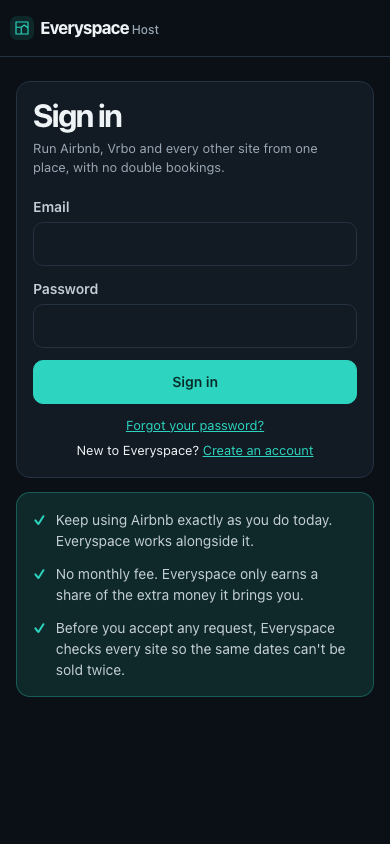 Everyspace Host
Sign in
Run Airbnb, Vrbo and every other site from one
place, with no double bookings.
Email
Password
Sign in
Forgot your password?
New to Everyspace? Create an account
Keep using Airbnb exactly as you do today.
Everyspace works alongside it.
No monthly fee. Everyspace only earns a
share of the extra money it brings you.
Before you accept any request, Everyspace
checks every site so the same dates can't be
sold twice.